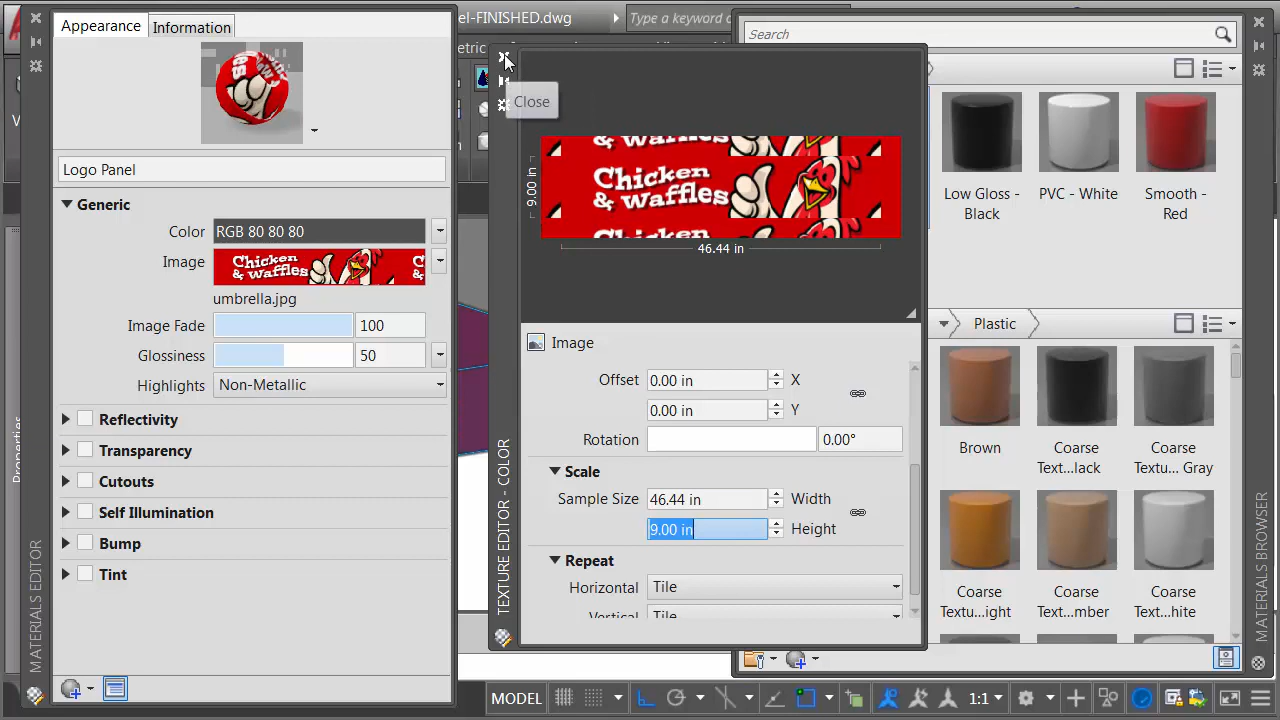 el-FINISHED.dwg
Type a keyword o
etric
Appearance
Information
Logo Panel
Generic
Color
RGB 80 80 80
Image
Chicken
& Waffles
umbrella.jpg
Image Fade
100
Glossiness
50
Highlights
Non-Metallic
Reflectivity
Transparency
Cutouts
Self Illumination
Bump
Tint
MATERIALS EDITOR
Properties
V
Close
& Waffles
Chicken
& Waffles
Chicken
9.00 in
46.44 in
Image
Offset
0.00 in
X
0.00 in
Y
Rotation
0.00°
Scale
Sample Size
46.44 in
Width
9.00 in
Height
Repeat
Horizontal
Tile
Vertical
Tile
TEXTURE EDITOR - COLOR
Search
Low Gloss -
Black
PVC - White
Smooth -
Red
Plastic
Brown
Coarse
Text...lack
Coarse
Textu... Gray
Coarse
Textu...ight
Coarse
Text...mber
Coarse
Text...hite
MATERIALS BROWSER
MODEL
1:1